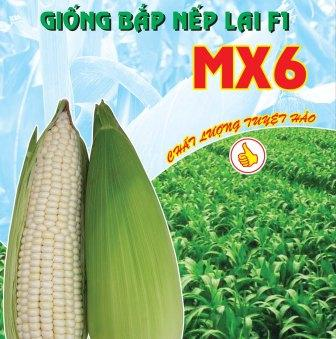 GIỐNG BẮP NẾP LAI F1
MX6
CHẤT LƯỢNG TUYỆT HẢO